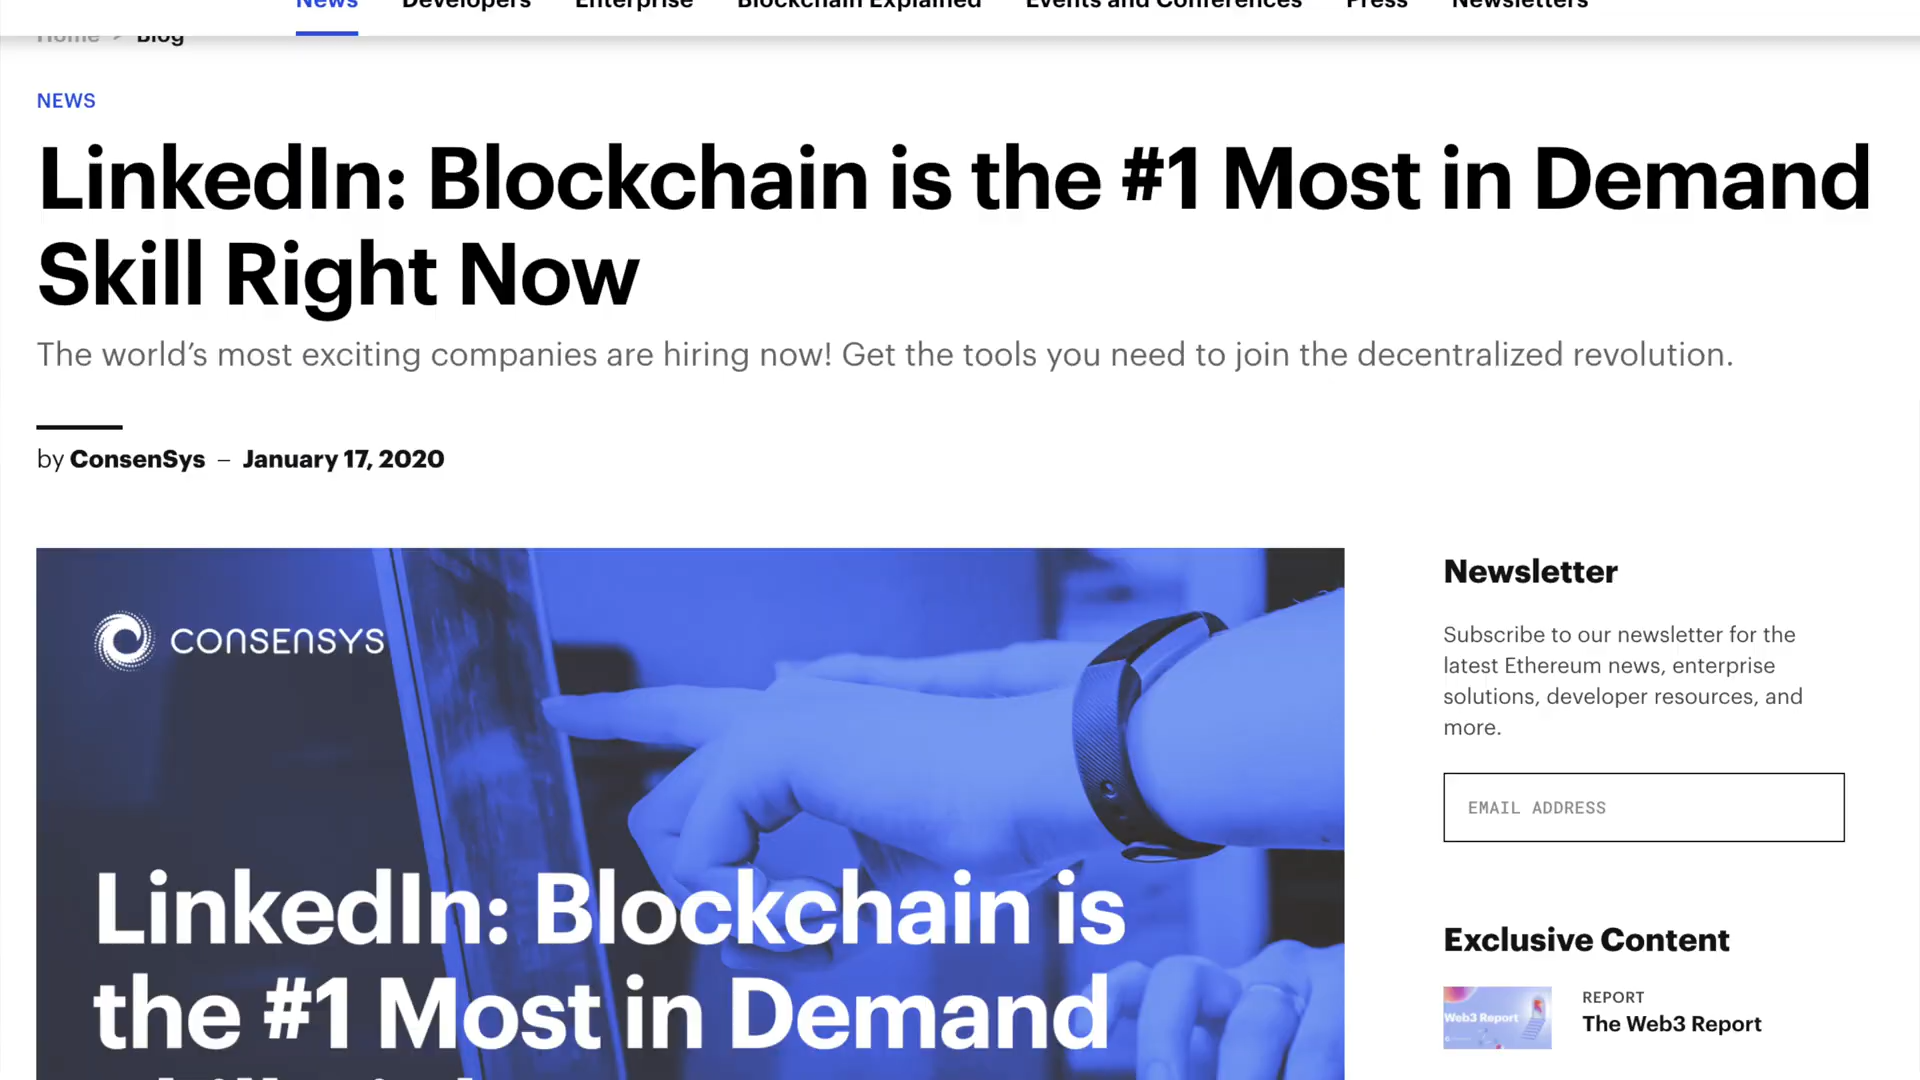 News Developers Enterprise Blockchain Explained Events and Conferences Press Newsletters
Home > Blog
NEWS
LinkedIn: Blockchain is the #1 Most in Demand
Skill Right Now
The world’s most exciting companies are hiring now! Get the tools you need to join the decentralized revolution.
by ConsenSys – January 17, 2020
CONSENSYS
LinkedIn: Blockchain is
the #1 Most in Demand
Newsletter
Subscribe to our newsletter for the
latest Ethereum news, enterprise
solutions, developer resources, and
more.
EMAIL ADDRESS
Exclusive Content
Web3 Report
REPORT
The Web3 Report